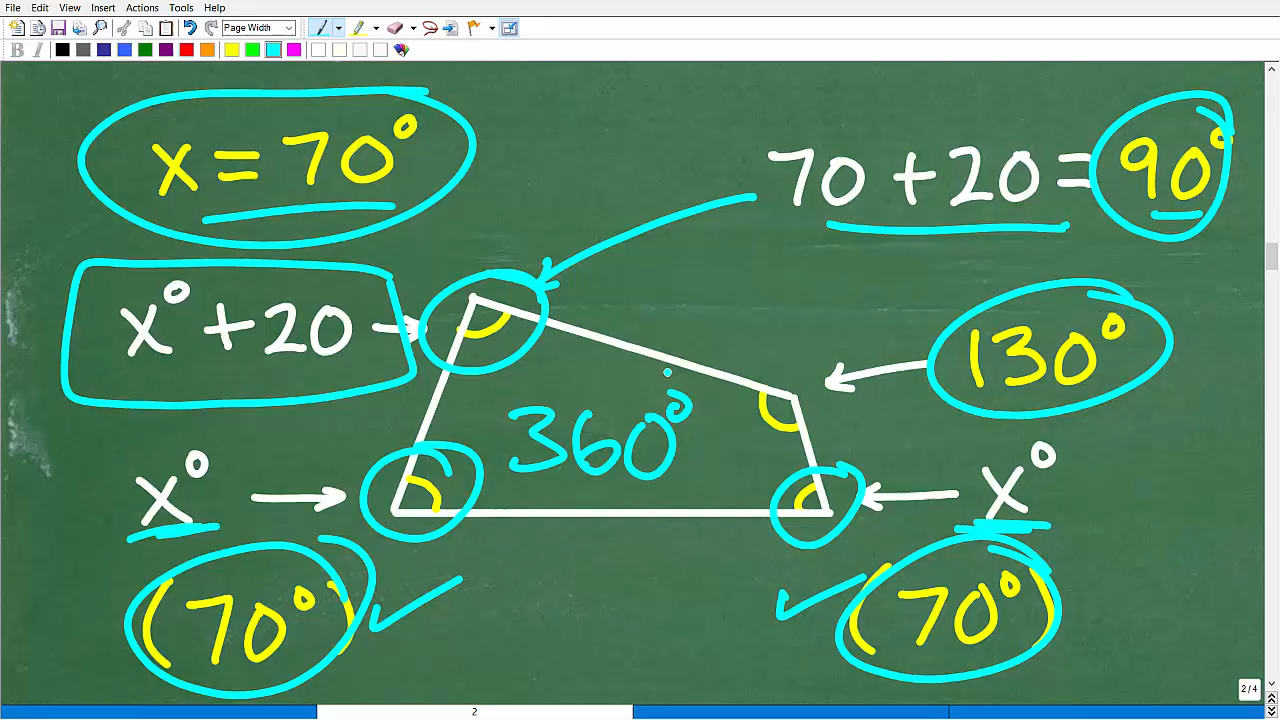 File Edit View Insert Actions Tools Help
Page Width
B I
x = 70°
70 + 20 = 90°
x° + 20
130°
360°
x°
x°
(70°)
(70°)
2/4
2